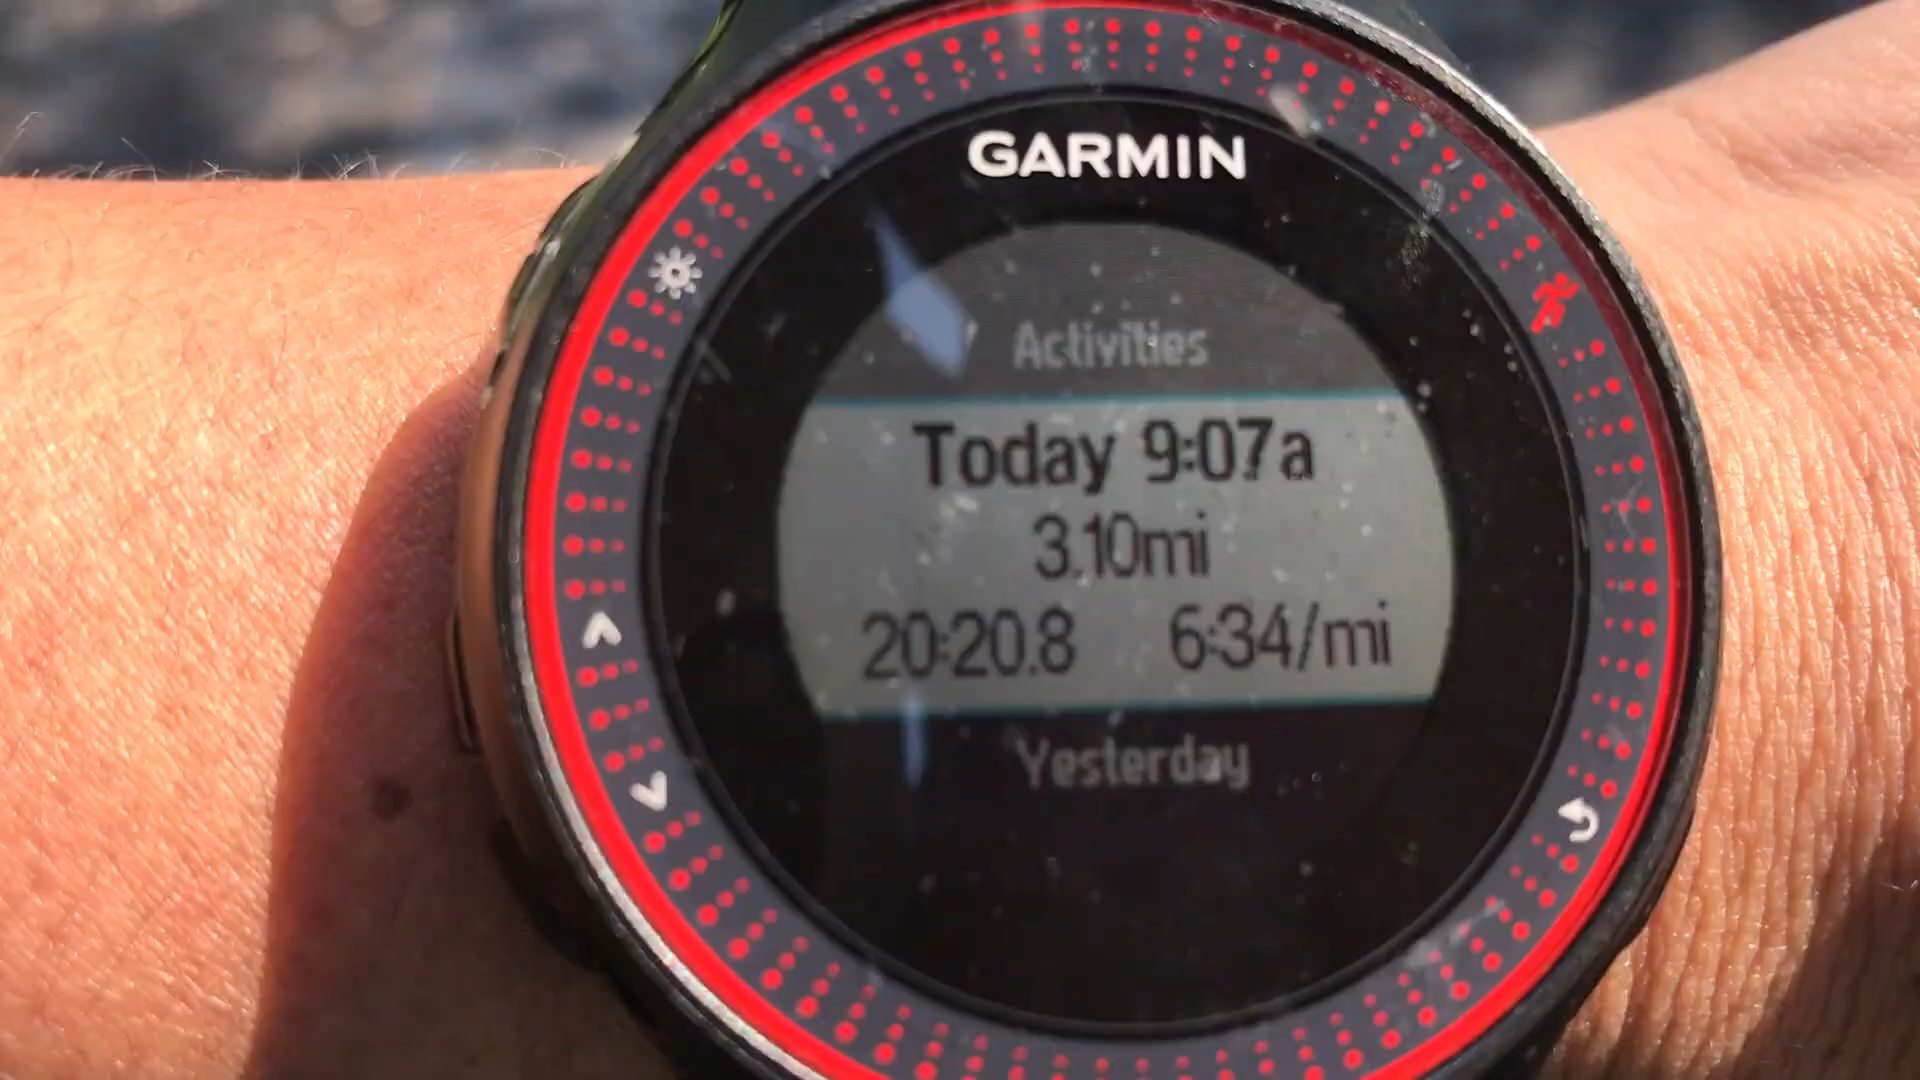 GARMIN
Activities
Today 9:07a
3.10mi
20:20.8 6:34/mi
Yesterday